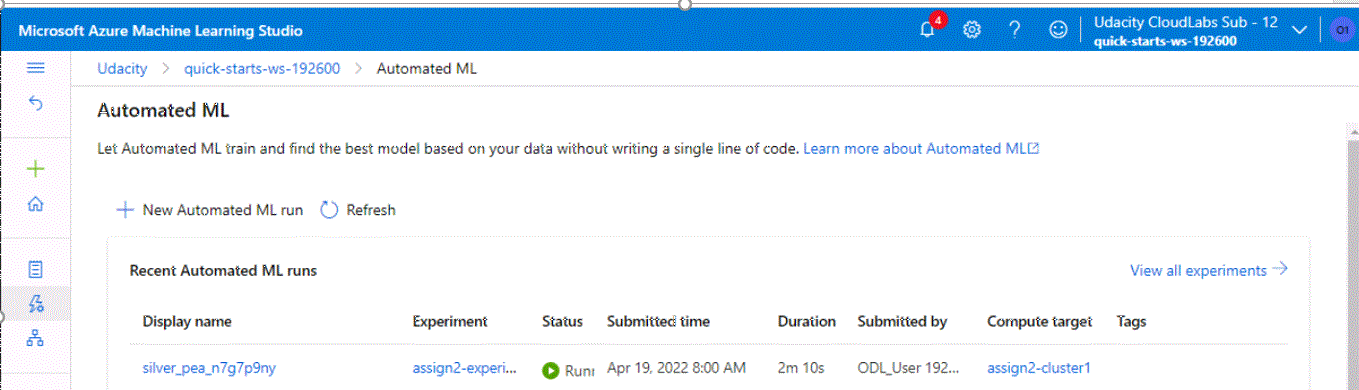 Microsoft Azure Machine Learning Studio
4
Udacity CloudLabs Sub - 12
quick-starts-ws-192600
O1
Udacity > quick-starts-ws-192600 > Automated ML
Automated ML
Let Automated ML train and find the best model based on your data without writing a single line of code. Learn more about Automated ML
New Automated ML run Refresh
Recent Automated ML runs View all experiments
Display name Experiment Status Submitted time Duration Submitted by Compute target Tags
silver_pea_n7g7p9ny assign2-experi... Runr Apr 19, 2022 8:00 AM 2m 10s ODL_User 192... assign2-cluster1